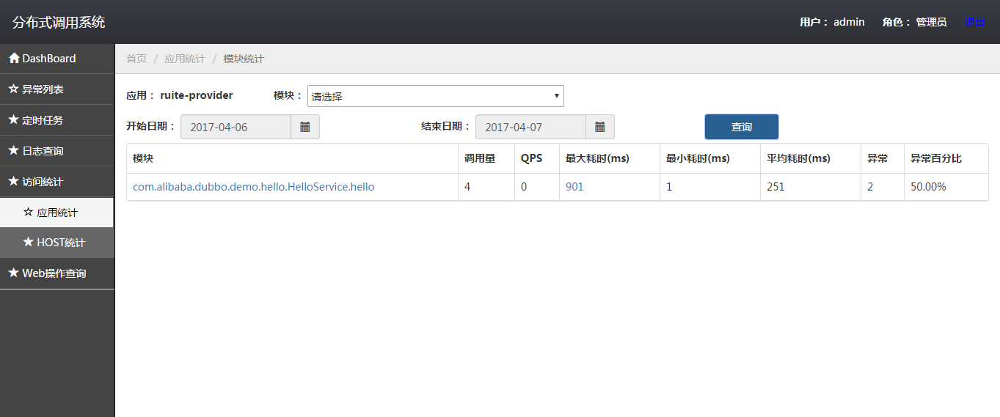 分布式调用系统
用户： admin 角色： 管理员 退出
DashBoard
异常列表
定时任务
日志查询
访问统计
应用统计
HOST统计
Web操作查询
首页 / 应用统计 / 模块统计
应用： ruite-provider 模块： 请选择
开始日期： 2017-04-06 结束日期： 2017-04-07 查询
模块 调用量 QPS 最大耗时(ms) 最小耗时(ms) 平均耗时(ms) 异常 异常百分比
com.alibaba.dubbo.demo.hello.HelloService.hello 4 0 901 1 251 2 50.00%